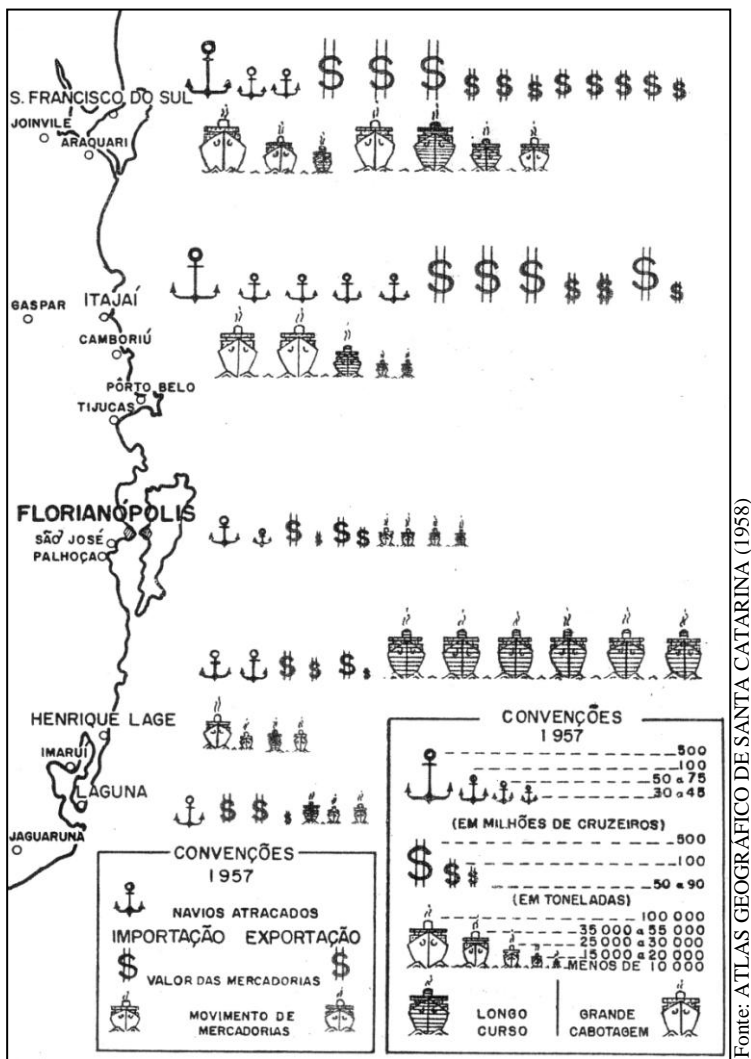 S. FRANCISCO DO SUL
JOINVILE
ARAQUARI
GASPAR
ITAJAÍ
CAMBORIÚ
PÔRTO BELO
TIJUCAS
FLORIANÓPOLIS
SÃO JOSÉ
PALHOÇA
HENRIQUE LAGE
IMARUÍ
LAGUNA
JAGUARUNA
CONVENÇÕES
1957
NAVIOS ATRACADOS
IMPORTAÇÃO EXPORTAÇÃO
VALOR DAS MERCADORIAS
MOVIMENTO DE
MERCADORIAS
CONVENÇÕES
1957
500
100
50 a 75
30 a 45
(EM MILHÕES DE CRUZEIROS)
500
100
50 a 90
(EM TONELADAS)
100 000
35 000 a 55 000
25 000 a 30 000
15 000 a 20 000
MENOS DE 10 000
LONGO
CURSO
GRANDE
CABOTAGEM
Fonte: ATLAS GEOGRÁFICO DE SANTA CATARINA (1958)